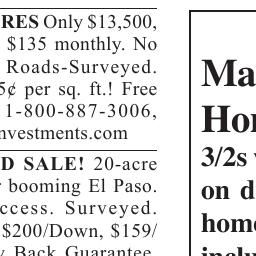 RES Only $13,500,
$135 monthly. No
Roads-Surveyed.
5¢ per sq. ft.! Free
1-800-887-3006,
nvestments.com
D SALE! 20-acre
booming El Paso.
ccess. Surveyed.
$200/Down, $159/
Back Guarantee.
Ma
Hon
3/2s
on d
home
inclu